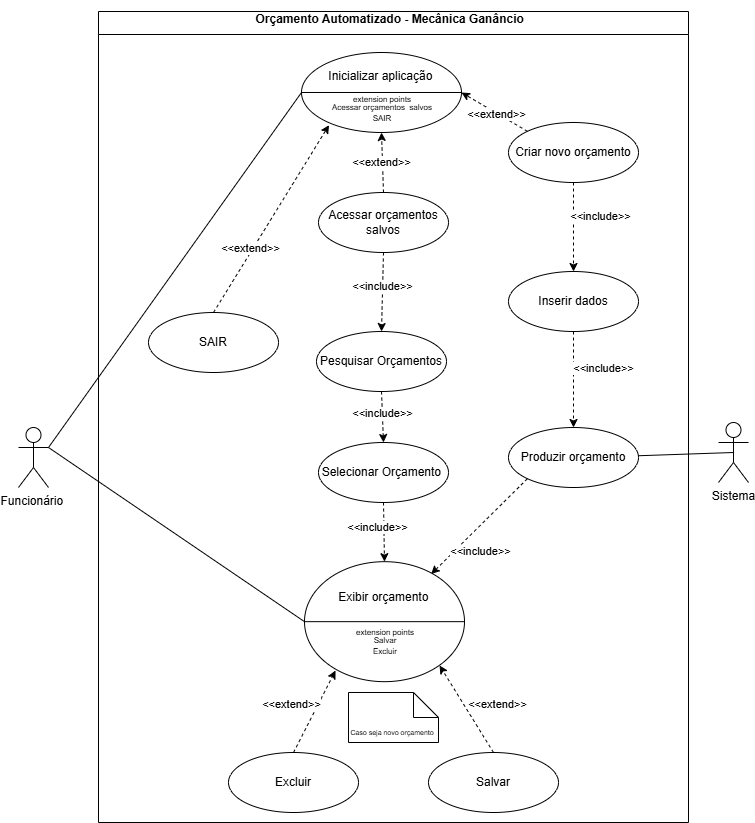 Orçamento Automatizado - Mecânica Ganâncio
Inicializar aplicação
extension points
Acessar orçamentos salvos
SAIR
<<extend>>
Criar novo orçamento
<<extend>>
Acessar orçamentos
salvos
<<include>>
<<extend>>
<<include>>
Inserir dados
SAIR
Pesquisar Orçamentos
<<include>>
<<include>>
Funcionário
Selecionar Orçamento
Produzir orçamento
Sistema
<<include>>
<<include>>
Exibir orçamento
extension points
Salvar
Excluir
<<extend>>
<<extend>>
Caso seja novo orçamento
Excluir
Salvar